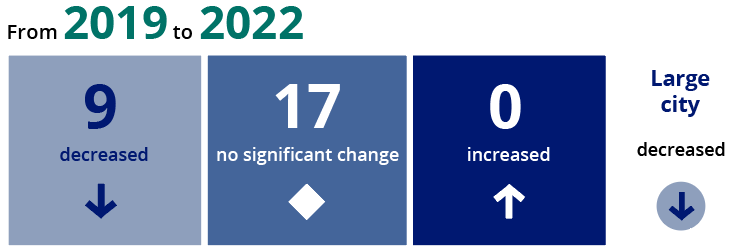 From 2019 to 2022
9
decreased
17
no significant change
0
increased
Large
city
decreased